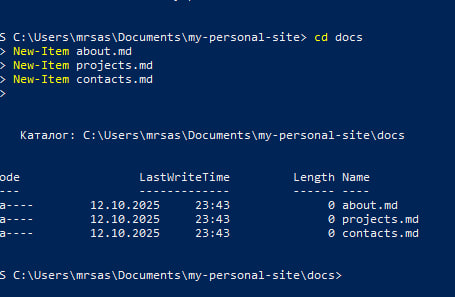 S C:\Users\mrsas\Documents\my-personal-site> cd docs
> New-Item about.md
> New-Item projects.md
> New-Item contacts.md
>
Каталог: C:\Users\mrsas\Documents\my-personal-site\docs
ode LastWriteTime Length Name
--- ------------- ------ ----
a---- 12.10.2025 23:43 0 about.md
a---- 12.10.2025 23:43 0 projects.md
a---- 12.10.2025 23:43 0 contacts.md
S C:\Users\mrsas\Documents\my-personal-site\docs>